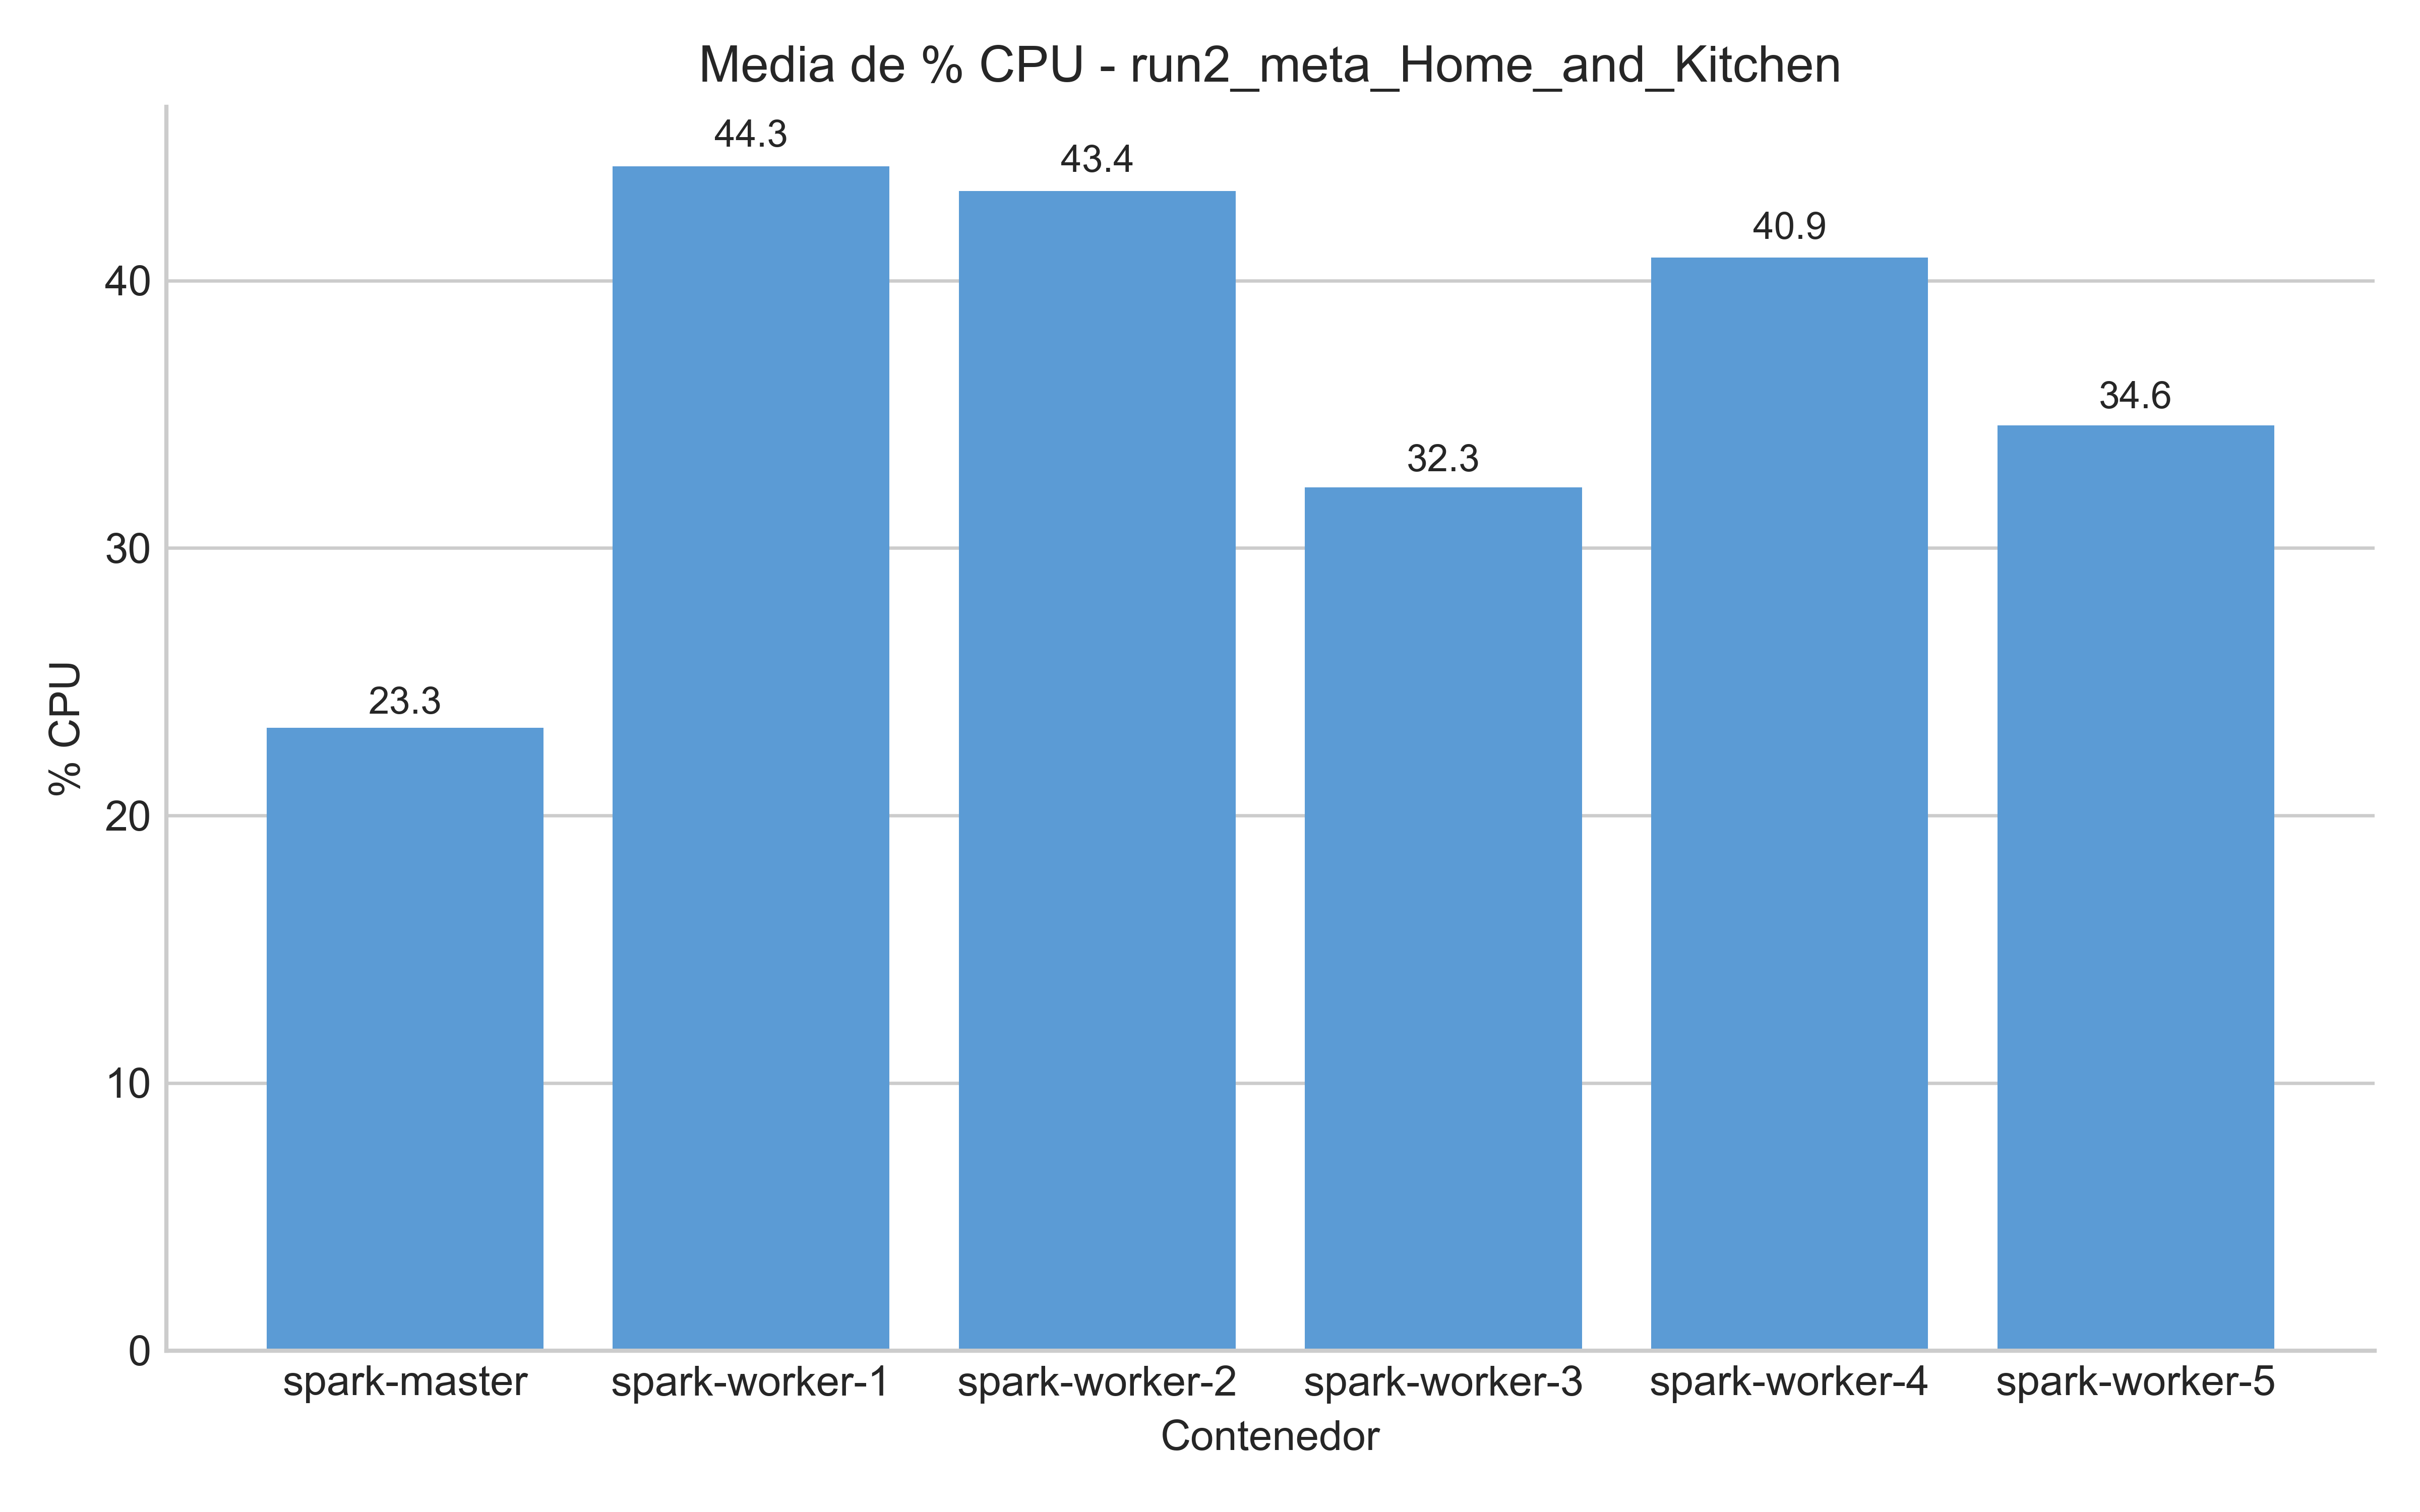 Media de % CPU - run2_meta_Home_and_Kitchen
44.3
43.4
40.9
40
34.6
32.3
30
23.3
% CPU
20
10
0
spark-master spark-worker-1 spark-worker-2 spark-worker-3 spark-worker-4 spark-worker-5
Contenedor